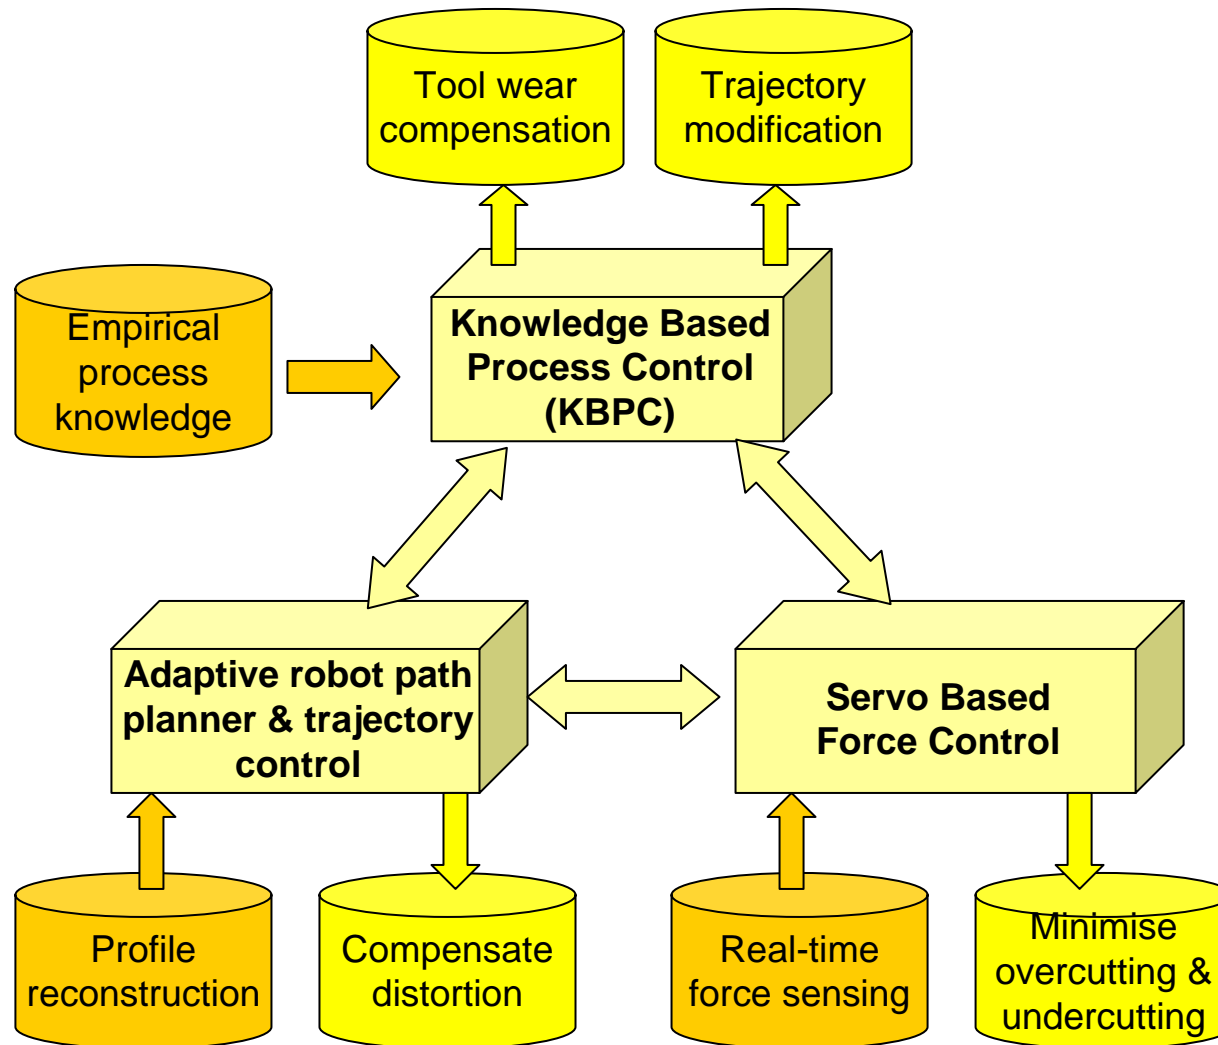 Tool wear
compensation
Trajectory
modification
Empirical
process
knowledge
Knowledge Based
Process Control
(KBPC)
Adaptive robot path
planner & trajectory
control
Servo Based
Force Control
Profile
reconstruction
Compensate
distortion
Real-time
force sensing
Minimise
overcutting &
undercutting